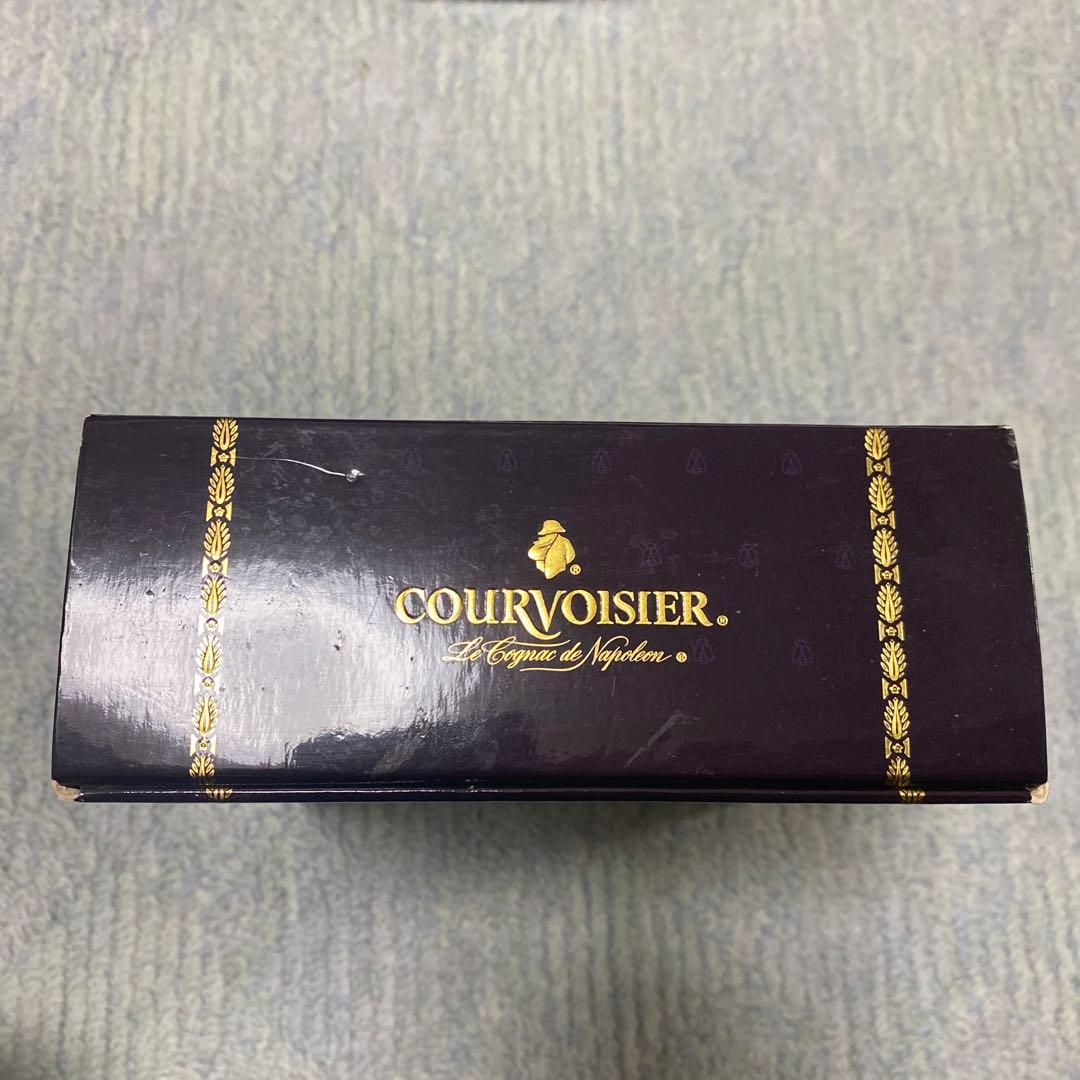 ®
COURVOISIER®
Le Cognac de Napoleon ®